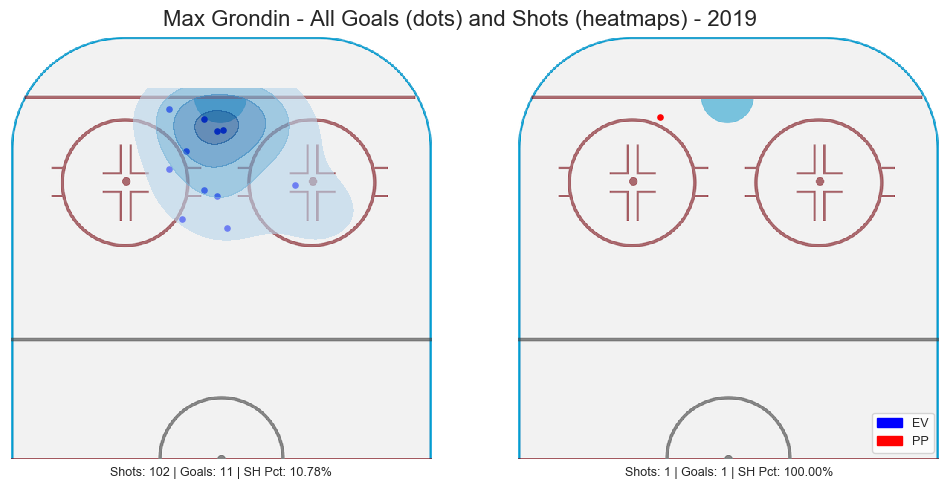 Max Grondin - All Goals (dots) and Shots (heatmaps) - 2019
EV
PP
Shots: 102 | Goals: 11 | SH Pct: 10.78%
Shots: 1 | Goals: 1 | SH Pct: 100.00%